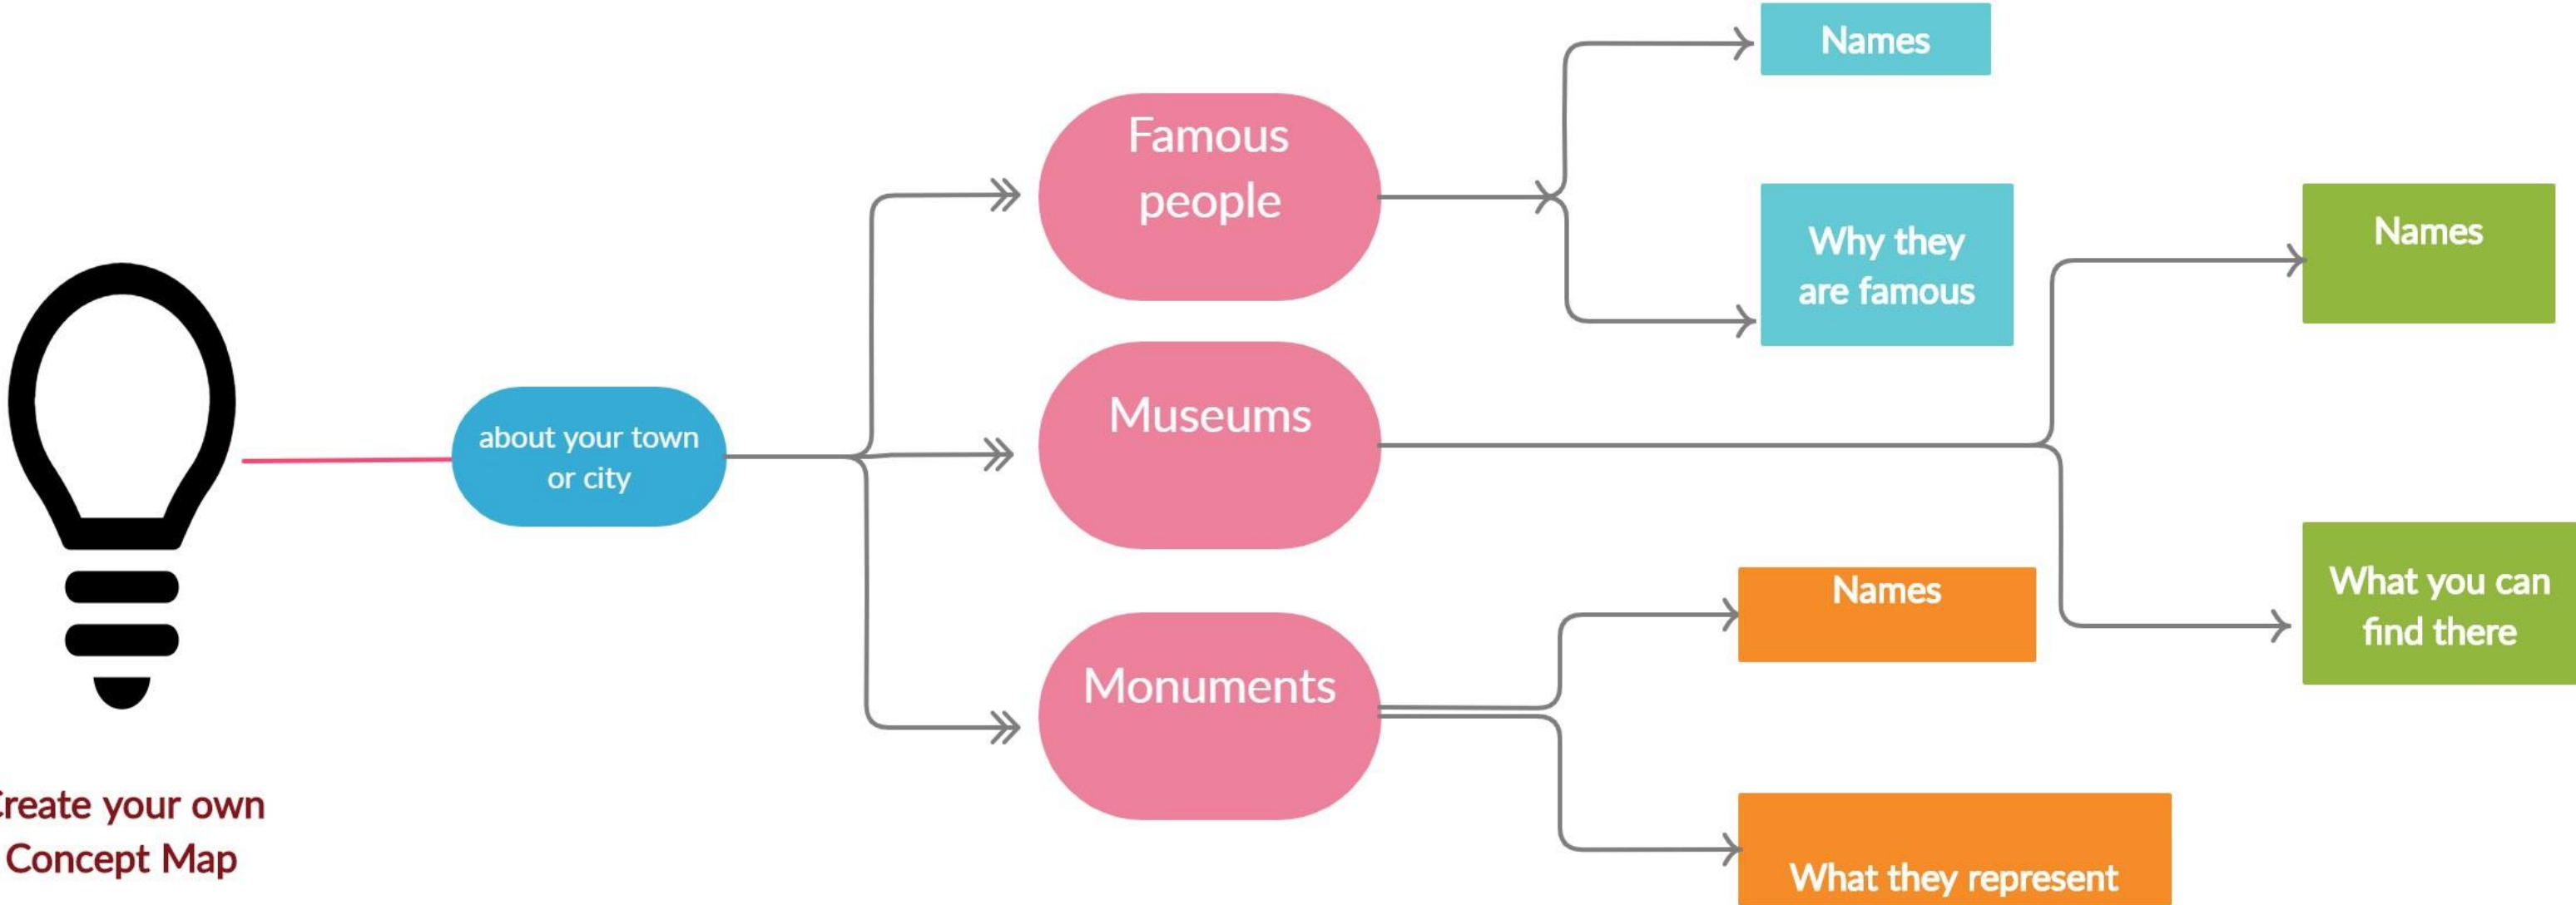 Names
Famous
people
Why they
are famous
Names
Museums
about your town
or city
Names
What you can
find there
Monuments
Create your own
Concept Map
What they represent